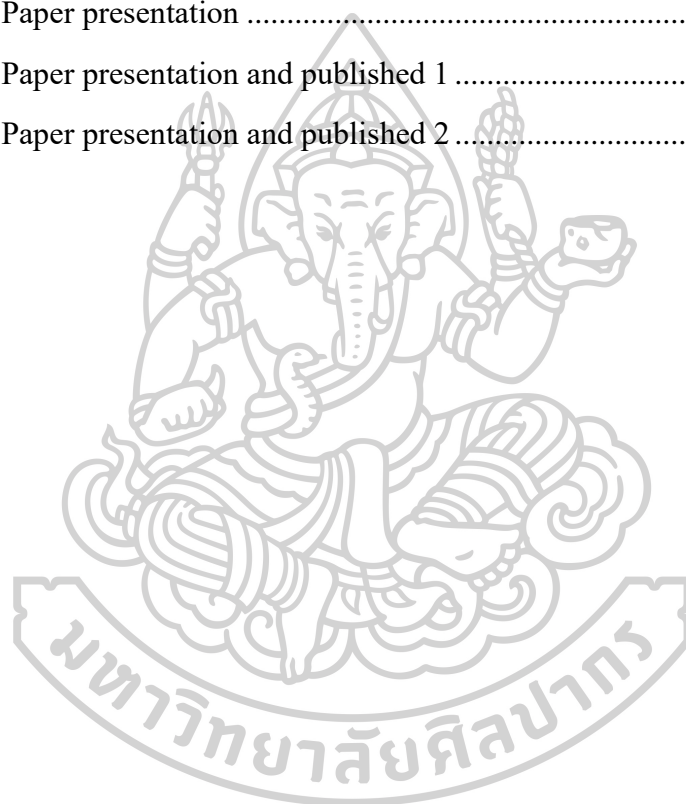 Paper presentation ..........................................................
Paper presentation and published 1 ..............................
Paper presentation and published 2 ..............................
มหาวิทยาลัยศิลปากร